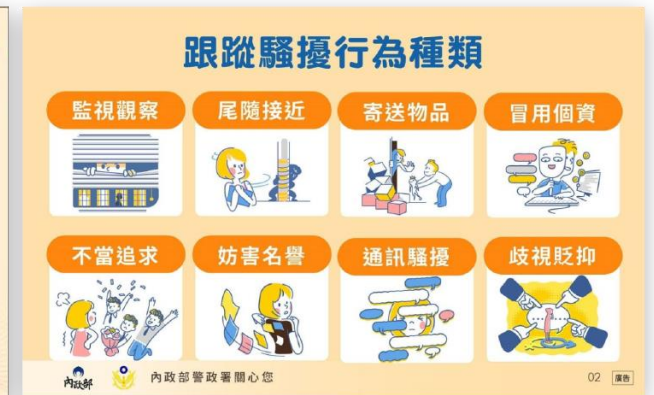 跟蹤騷擾行為種類
監視觀察
尾隨接近
寄送物品
冒用個資
不當追求
妨害名譽
通訊騷擾
歧視貶抑
內政部
內政部警政署關心您
02
廣告